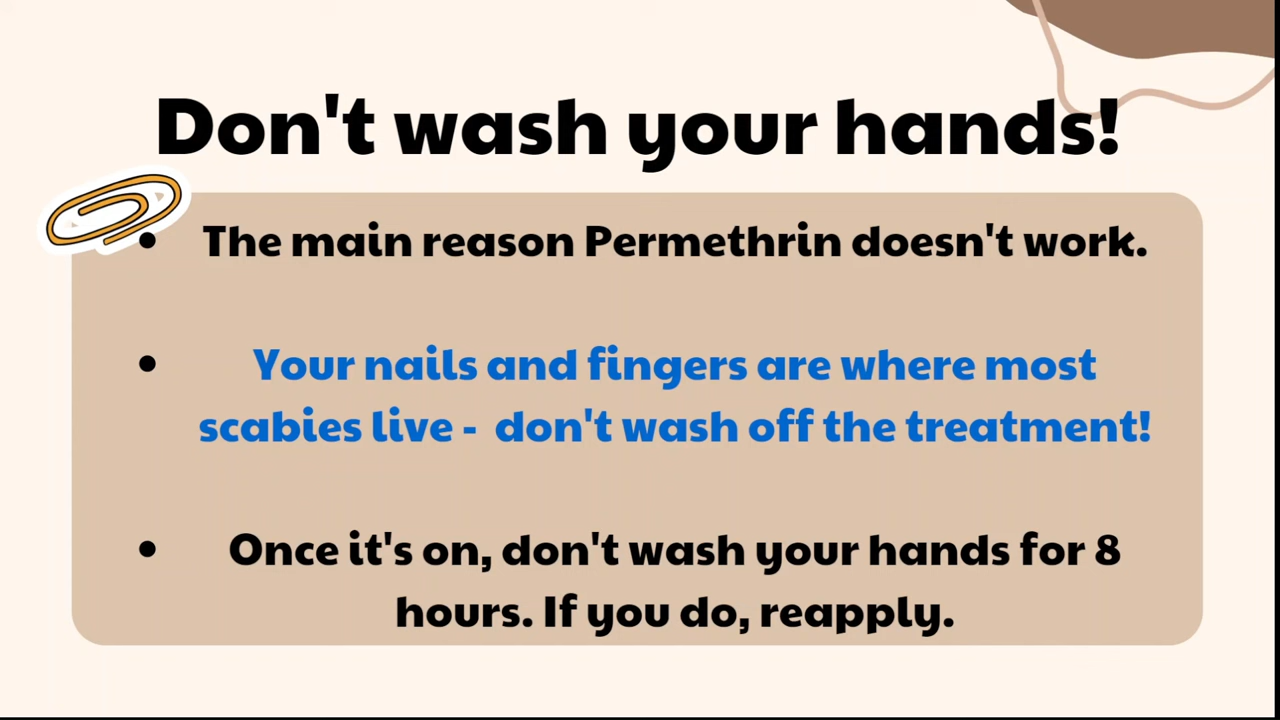 Don't wash your hands!
• The main reason Permethrin doesn't work.
• Your nails and fingers are where most
scabies live - don't wash off the treatment!
• Once it's on, don't wash your hands for 8
hours. If you do, reapply.